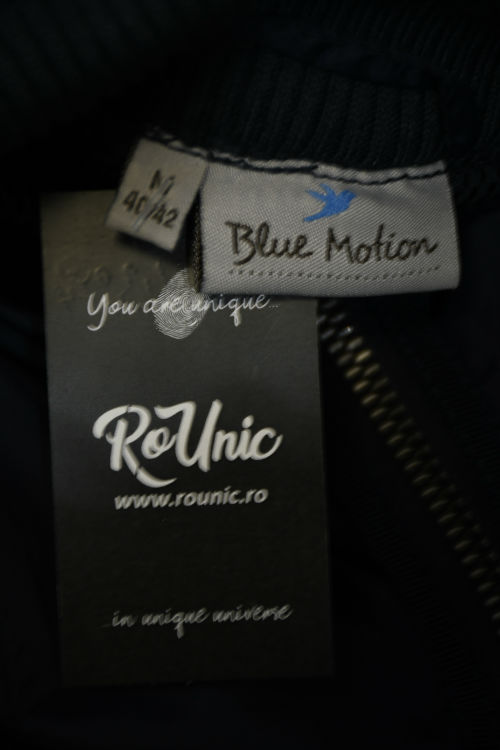 M
40/42
Blue Motion
You are unique...
RoUnic
www.rounic.ro
...in unique universe